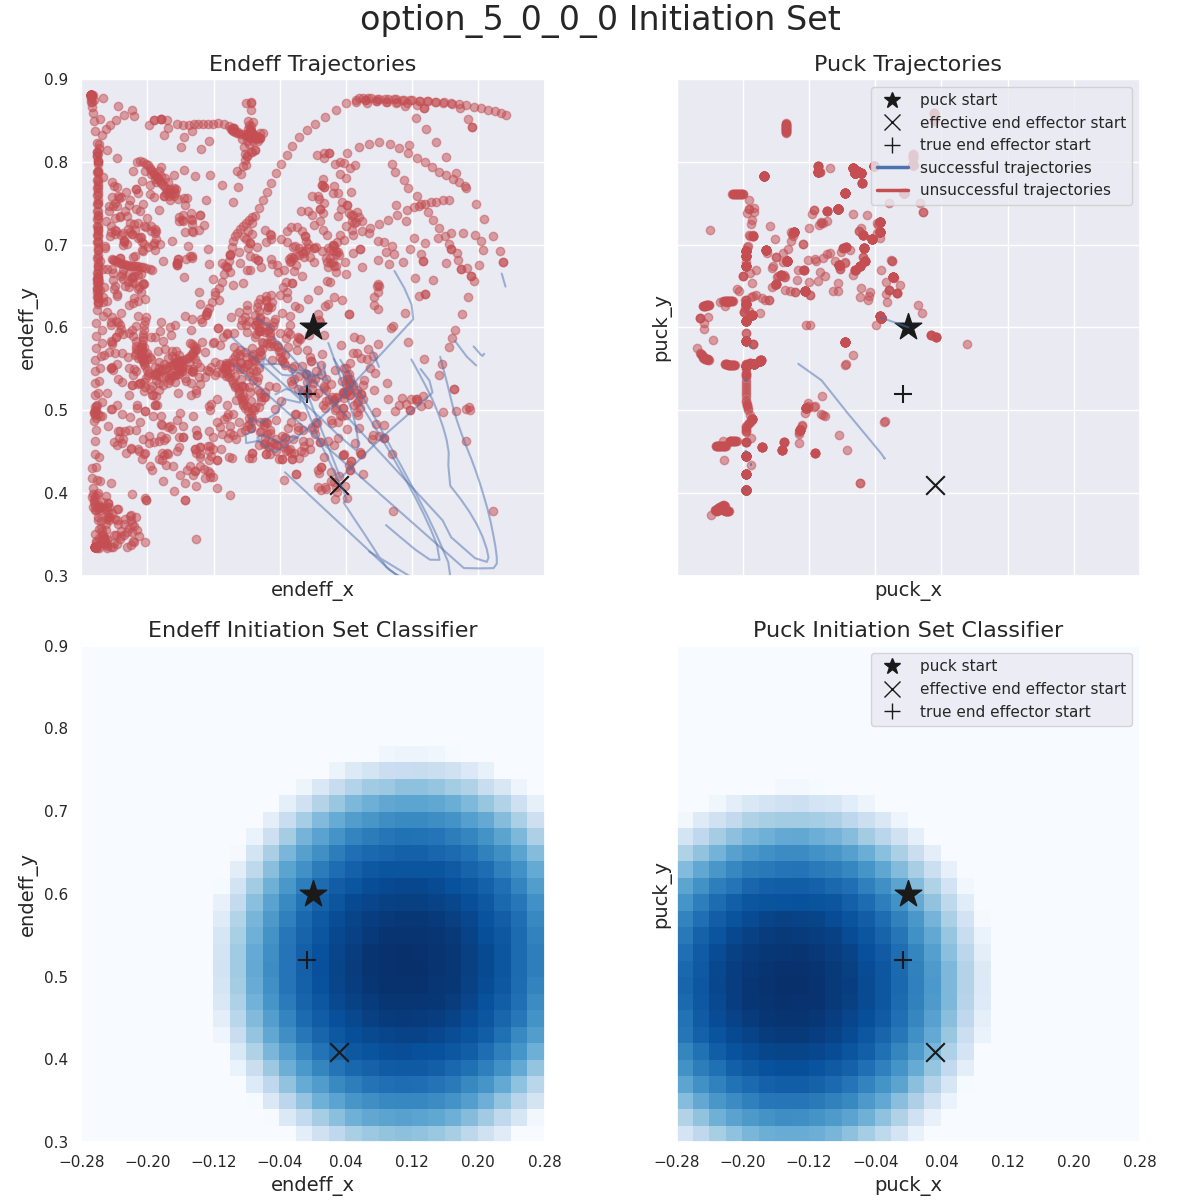 option_5_0_0_0 Initiation Set
Endeff Trajectories
0.9
0.8
0.7
0.6
0.5
0.4
0.3
endeff_y
endeff_x
Puck Trajectories
puck start
effective end effector start
true end effector start
successful trajectories
unsuccessful trajectories
puck_y
puck_x
Endeff Initiation Set Classifier
0.9
0.8
0.7
0.6
0.5
0.4
0.3
endeff_y
−0.28 −0.20 −0.12 −0.04 0.04 0.12 0.20 0.28
endeff_x
Puck Initiation Set Classifier
puck start
effective end effector start
true end effector start
puck_y
−0.28 −0.20 −0.12 −0.04 0.04 0.12 0.20 0.28
puck_x